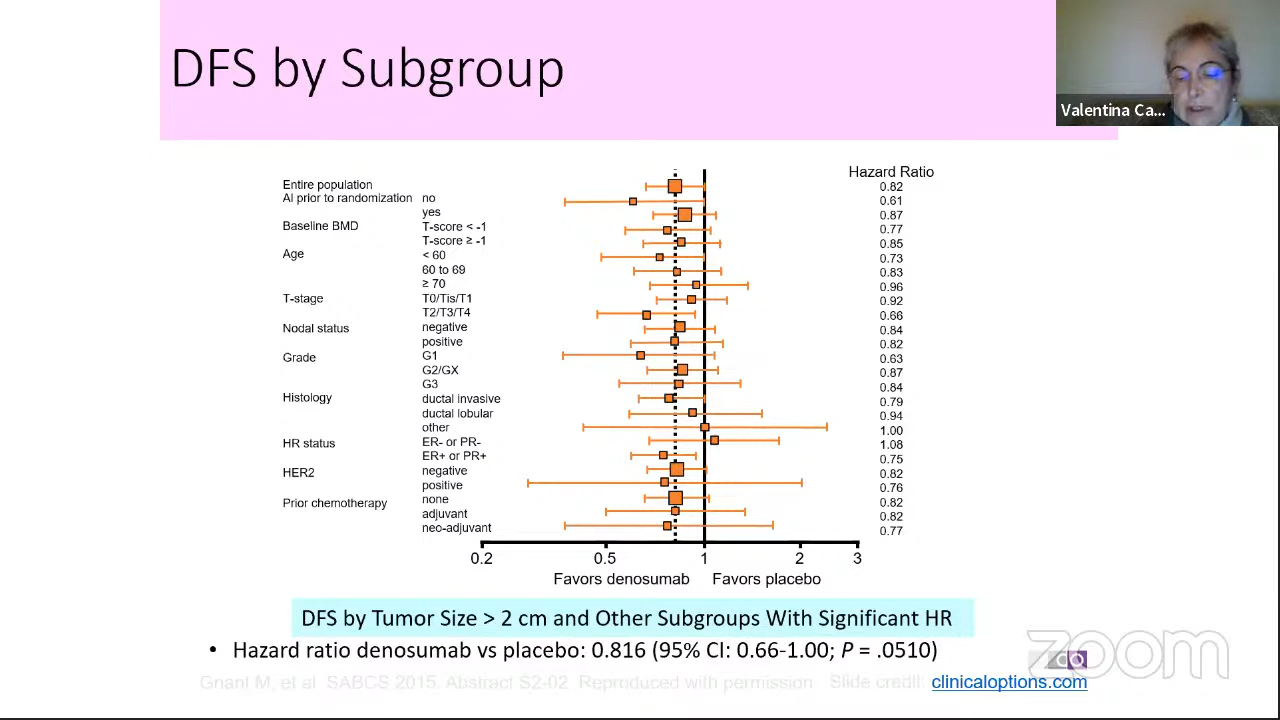 DFS by Subgroup
Valentina Ca...
Hazard Ratio
Entire population 0.82
AI prior to randomization no 0.61
yes 0.87
Baseline BMD T-score < -1 0.77
T-score ≥ -1 0.85
Age < 60 0.73
60 to 69 0.83
≥ 70 0.96
T-stage T0/Tis/T1 0.92
T2/T3/T4 0.66
Nodal status negative 0.84
positive 0.82
Grade G1 0.63
G2/GX 0.87
G3 0.84
Histology ductal invasive 0.79
ductal lobular 0.94
other 1.00
HR status ER- or PR- 1.08
ER+ or PR+ 0.75
HER2 negative 0.82
positive 0.76
Prior chemotherapy none 0.82
adjuvant 0.82
neo-adjuvant 0.77
0.2 0.5 1 2 3
Favors denosumab Favors placebo
DFS by Tumor Size > 2 cm and Other Subgroups With Significant HR
• Hazard ratio denosumab vs placebo: 0.816 (95% CI: 0.66-1.00; P = .0510)
zoom
Gnant M, et al. SABCS 2015. Abstract S2-02. Reproduced with permission. Slide credit: clinicaloptions.com